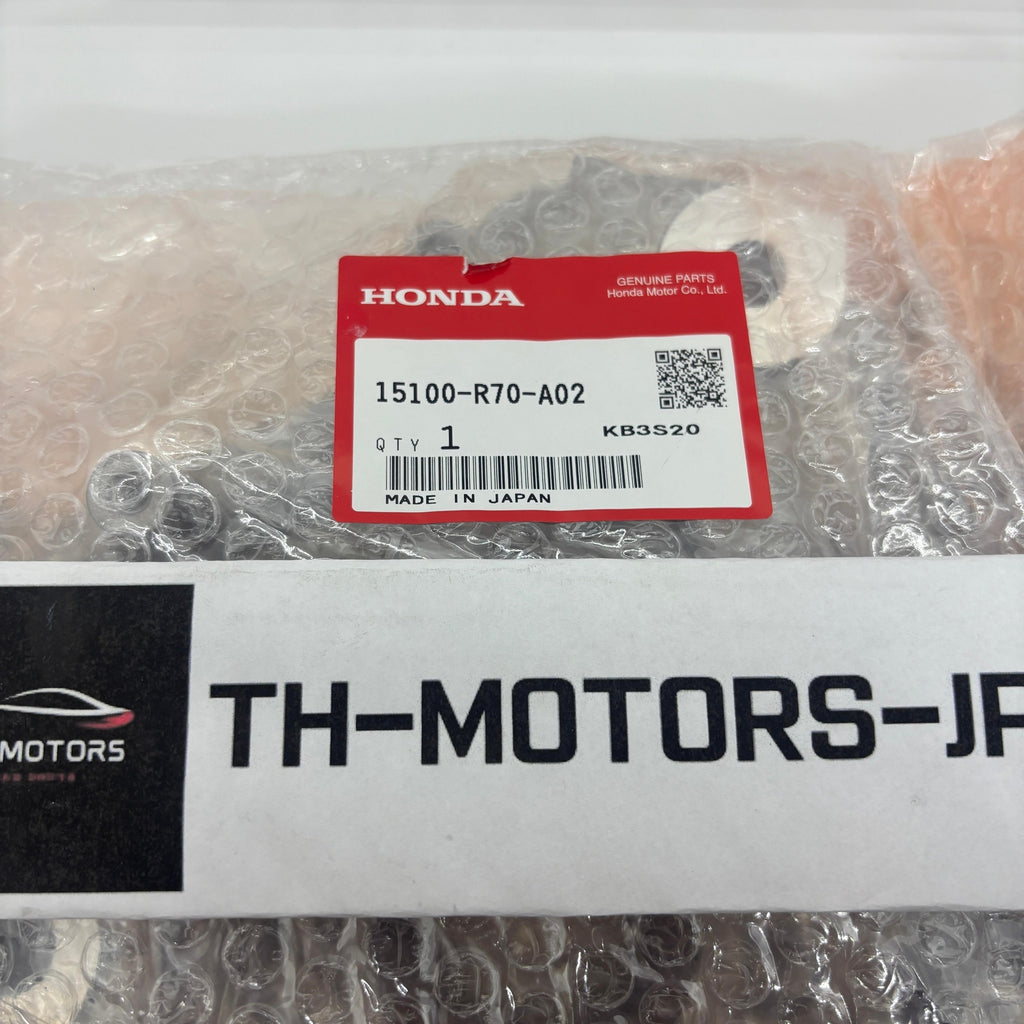 HONDA
GENUINE PARTS
Honda Motor Co., Ltd.
15100-R70-A02
QTY 1
KB3S20
MADE IN JAPAN
MOTORS
TH-MOTORS-JP